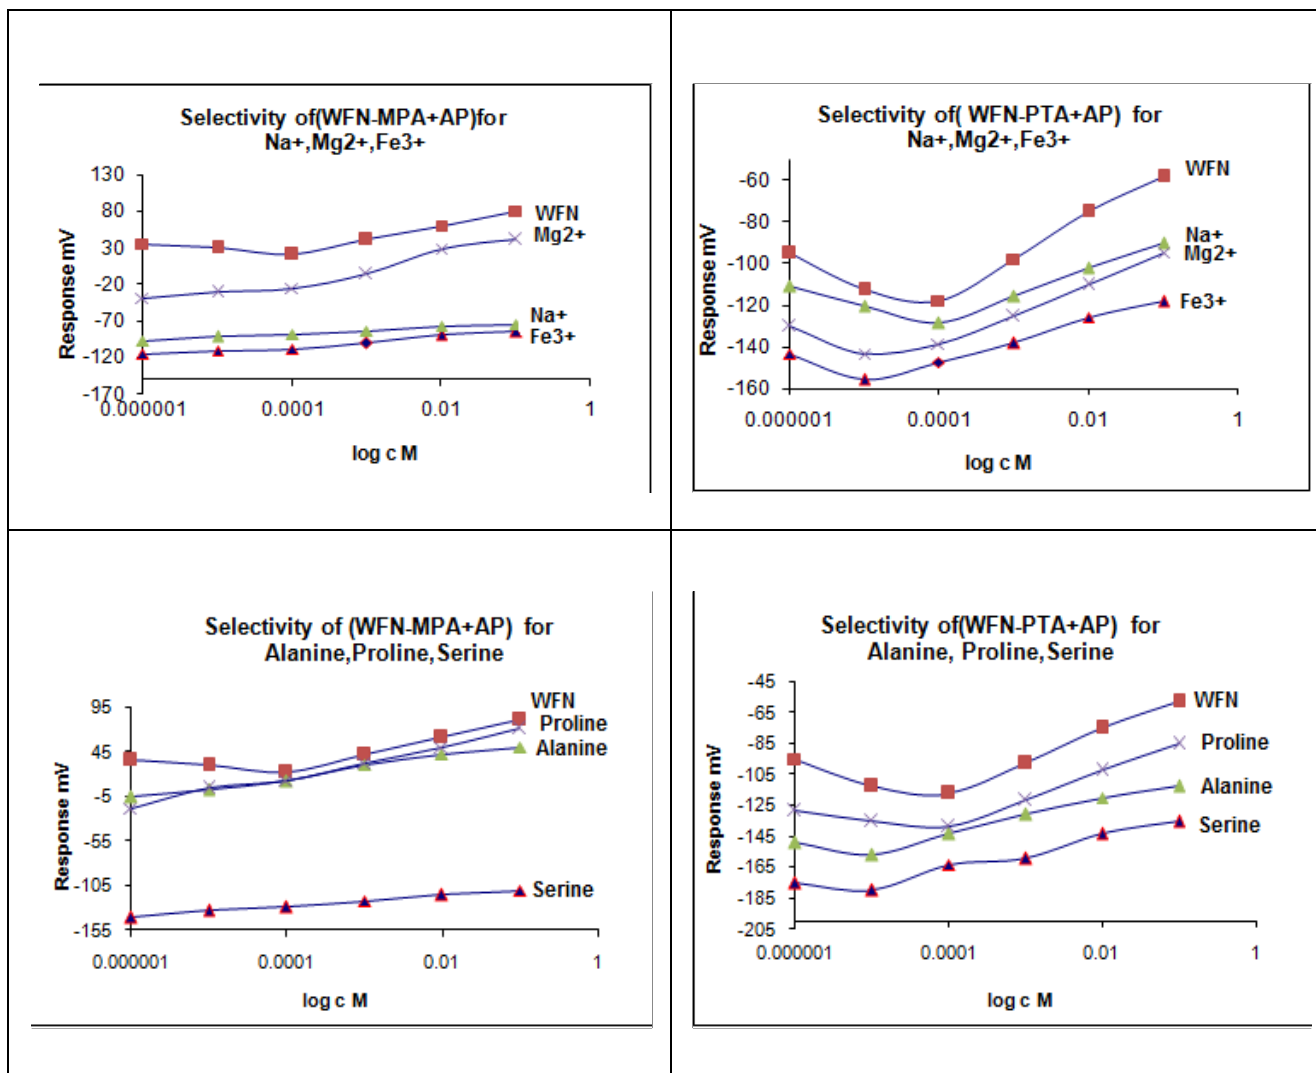 Selectivity of(WFN-MPA+AP)for
Na+,Mg2+,Fe3+
130
80
30
-20
-70
-120
-170
Response mV
WFN
Mg2+
Na+
Fe3+
0.000001
0.0001
0.01
1
log c M
Selectivity of( WFN-PTA+AP) for
Na+,Mg2+,Fe3+
-60
-80
-100
-120
-140
-160
Response mV
WFN
Na+
Mg2+
Fe3+
0.000001
0.0001
0.01
1
log c M
Selectivity of (WFN-MPA+AP) for
Alanine,Proline,Serine
95
45
-5
-55
-105
-155
Response mV
WFN
Proline
Alanine
Serine
0.000001
0.0001
0.01
1
log c M
Selectivity of(WFN-PTA+AP) for
Alanine, Proline,Serine
-45
-65
-85
-105
-125
-145
-165
-185
-205
Response mV
WFN
Proline
Alanine
Serine
0.000001
0.0001
0.01
1
log c M